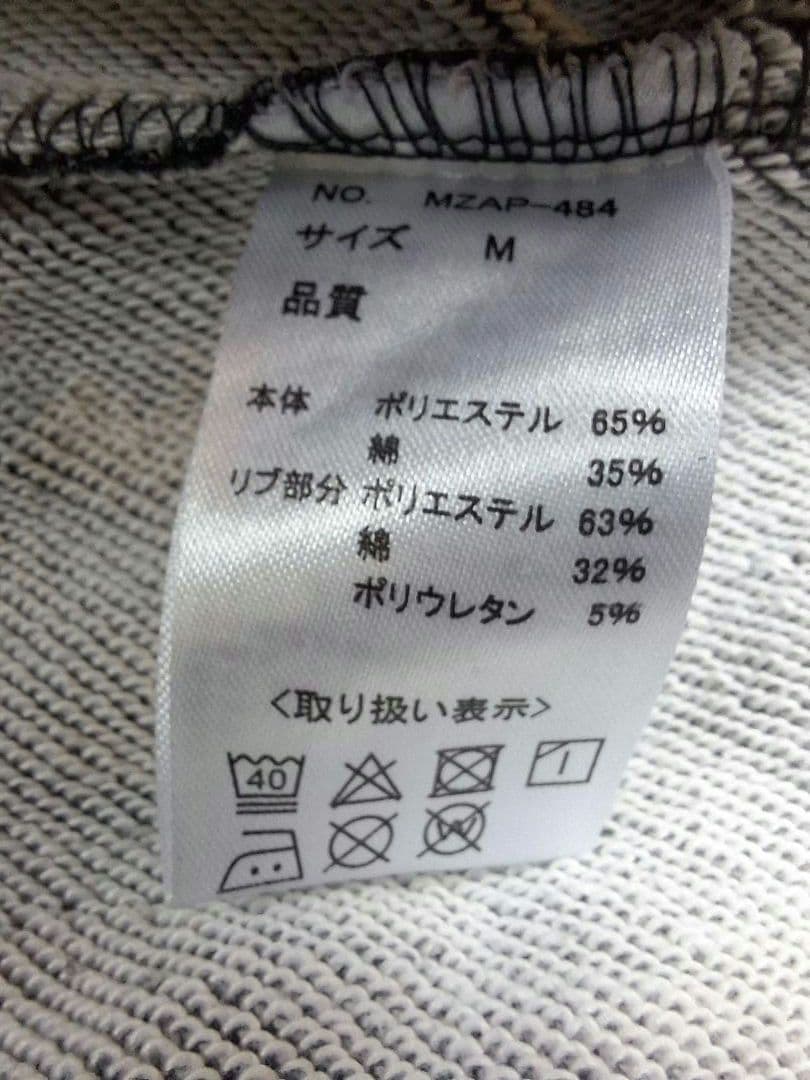 NO. MZAP-484
サイズ M
品質
本体 ポリエステル 65%
綿 35%
リブ部分 ポリエステル 63%
綿 32%
ポリウレタン 5%
<取り扱い表示>
40
W